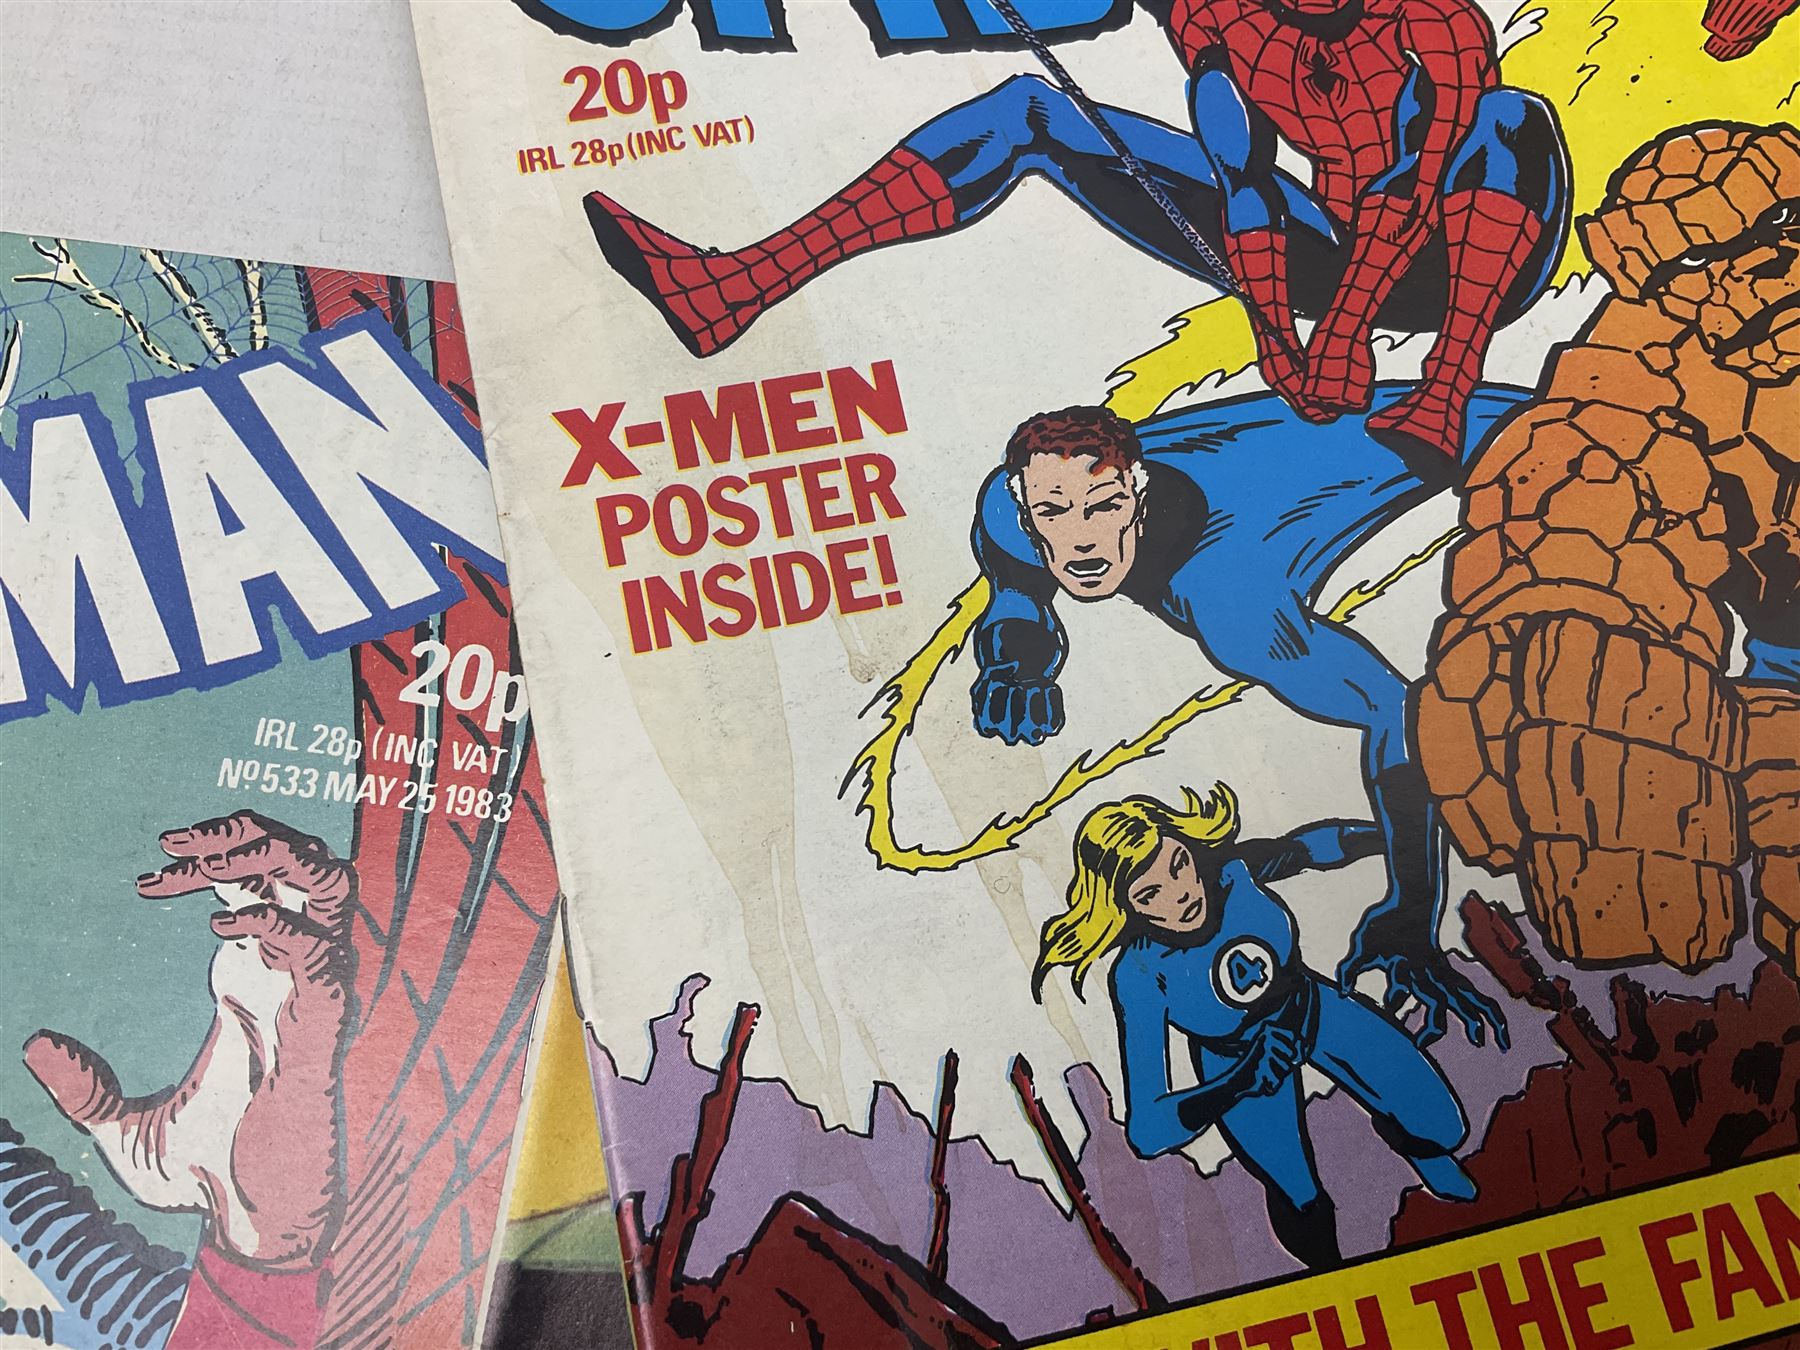 20p
IRL 28p (INC VAT)
X-MEN
POSTER
INSIDE!
4
WITH THE FAN
MAN
20p
IRL 28p (INC VAT)
Nº 533 MAY 25 1983